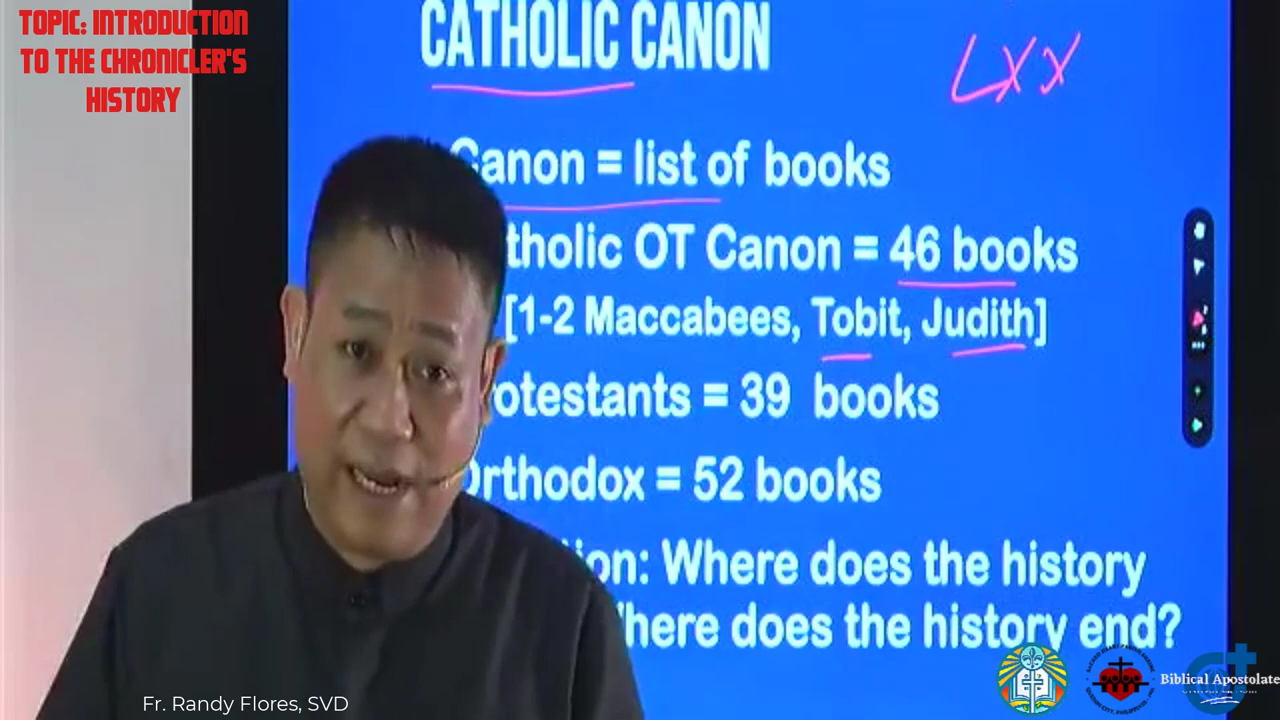 TOPIC: INTRODUCTION
TO THE CHRONICLER'S
HISTORY
CATHOLIC CANON
LXX
Canon = list of books
tholic OT Canon = 46 books
[1-2 Maccabees, Tobit, Judith]
rotestants = 39 books
Orthodox = 52 books
ion: Where does the history
here does the history end?
Fr. Randy Flores, SVD
Biblical Apostolate